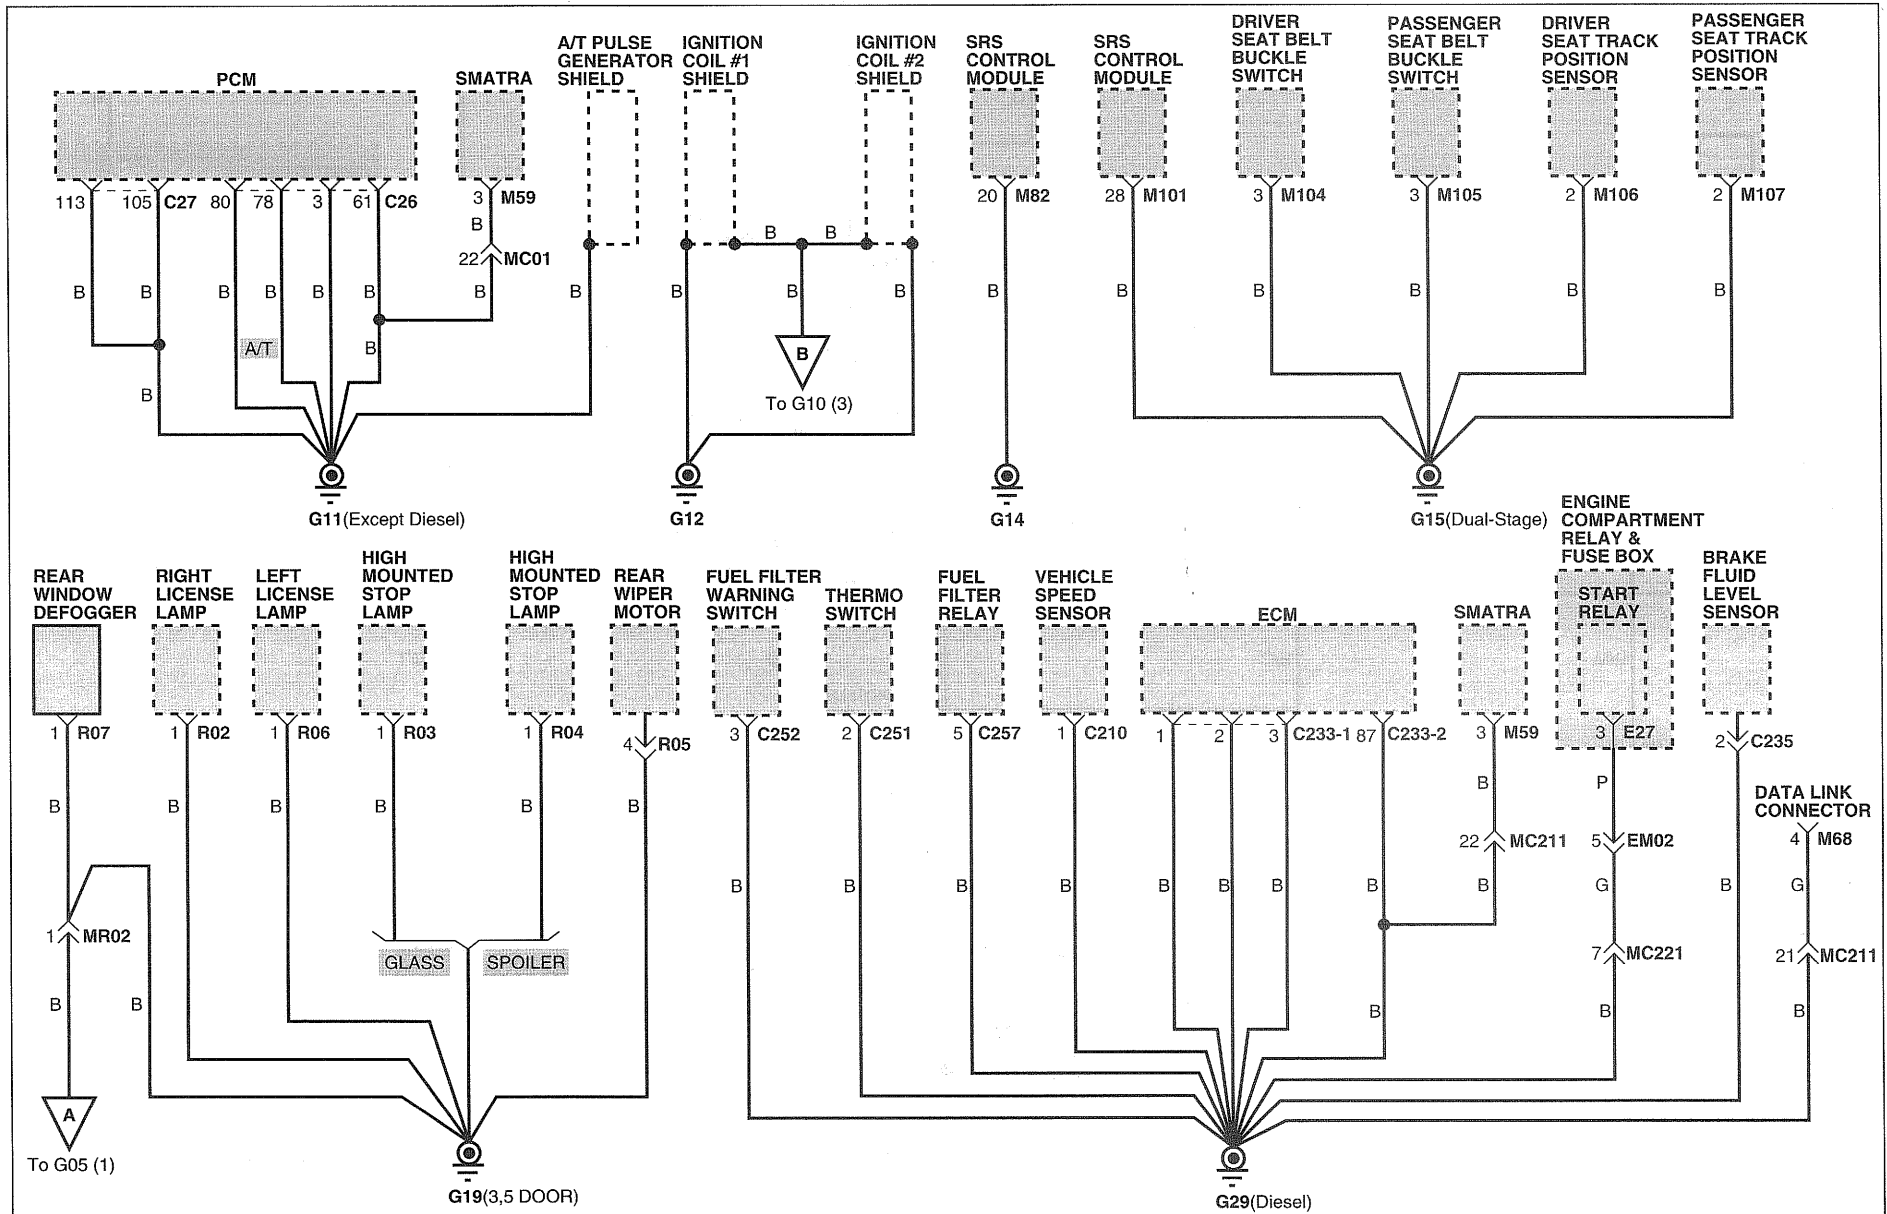 PCM
SMATRA
A/T PULSE
GENERATOR
SHIELD
IGNITION
COIL #1
SHIELD
IGNITION
COIL #2
SHIELD
SRS
CONTROL
MODULE
SRS
CONTROL
MODULE
DRIVER
SEAT BELT
BUCKLE
SWITCH
PASSENGER
SEAT BELT
BUCKLE
SWITCH
DRIVER
SEAT TRACK
POSITION
SENSOR
PASSENGER
SEAT TRACK
POSITION
SENSOR
113 105 C27 80 78 3 61 C26
3 M59
20 M82
28 M101
3 M104
3 M105
2 M106
2 M107
B
B B
22 MC01
B B B B B B B B B B B B B B B B B B
A/T
B
B
B
To G10 (3)
G11(Except Diesel)
G12
G14
G15(Dual-Stage)
REAR
WINDOW
DEFOGGER
RIGHT
LICENSE
LAMP
LEFT
LICENSE
LAMP
HIGH
MOUNTED
STOP
LAMP
HIGH
MOUNTED
STOP
LAMP
REAR
WIPER
MOTOR
FUEL FILTER
WARNING
SWITCH
THERMO
SWITCH
FUEL
FILTER
RELAY
VEHICLE
SPEED
SENSOR
ECM
SMATRA
ENGINE
COMPARTMENT
RELAY &
FUSE BOX
START
RELAY
BRAKE
FLUID
LEVEL
SENSOR
1 R07
1 R02
1 R06
1 R03
1 R04
4 R05
3 C252
2 C251
5 C257
1 C210
1 2 3 C233-1 87 C233-2
3 M59
3 E27
2 C235
B B B B B B
B
P
DATA LINK
CONNECTOR
4 M68
22 MC211
5 EM02
B B B B B B B B B G B G
1 MR02
GLASS
SPOILER
7 MC221
21 MC211
B B
B B B
A
To G05 (1)
G19(3,5 DOOR)
G29(Diesel)